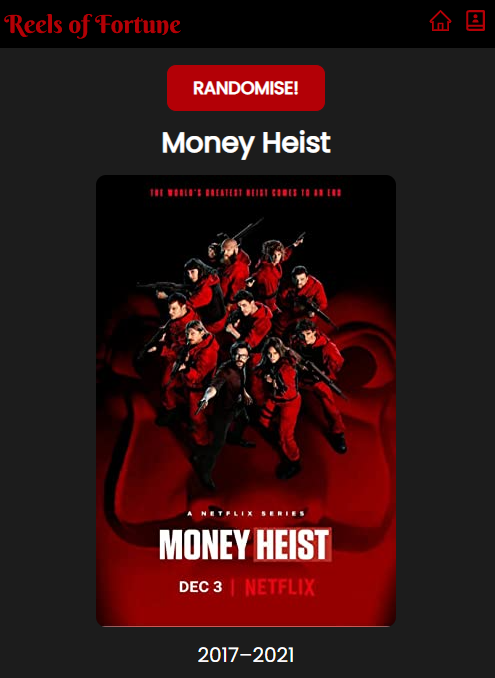 Reels of Fortune
RANDOMISE!
Money Heist
THE WORLD'S GREATEST HEIST COMES TO AN END
A NETFLIX SERIES
MONEY HEIST
DEC 3 | NETFLIX
2017–2021